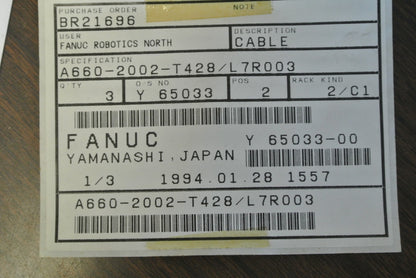 PURCHASE ORDER NOTE
BR21696
USER DESCRIPTION
FANUC ROBOTICS NORTH CABLE
SPECIFICATION
A660-2002-T428/L7R003
Q'TY O/S NO POS RACK KIND
3 Y 65033 2 2/C1
FANUC Y 65033-00
YAMANASHI, JAPAN
1/3 1994.01.28 1557
A660-2002-T428/L7R003